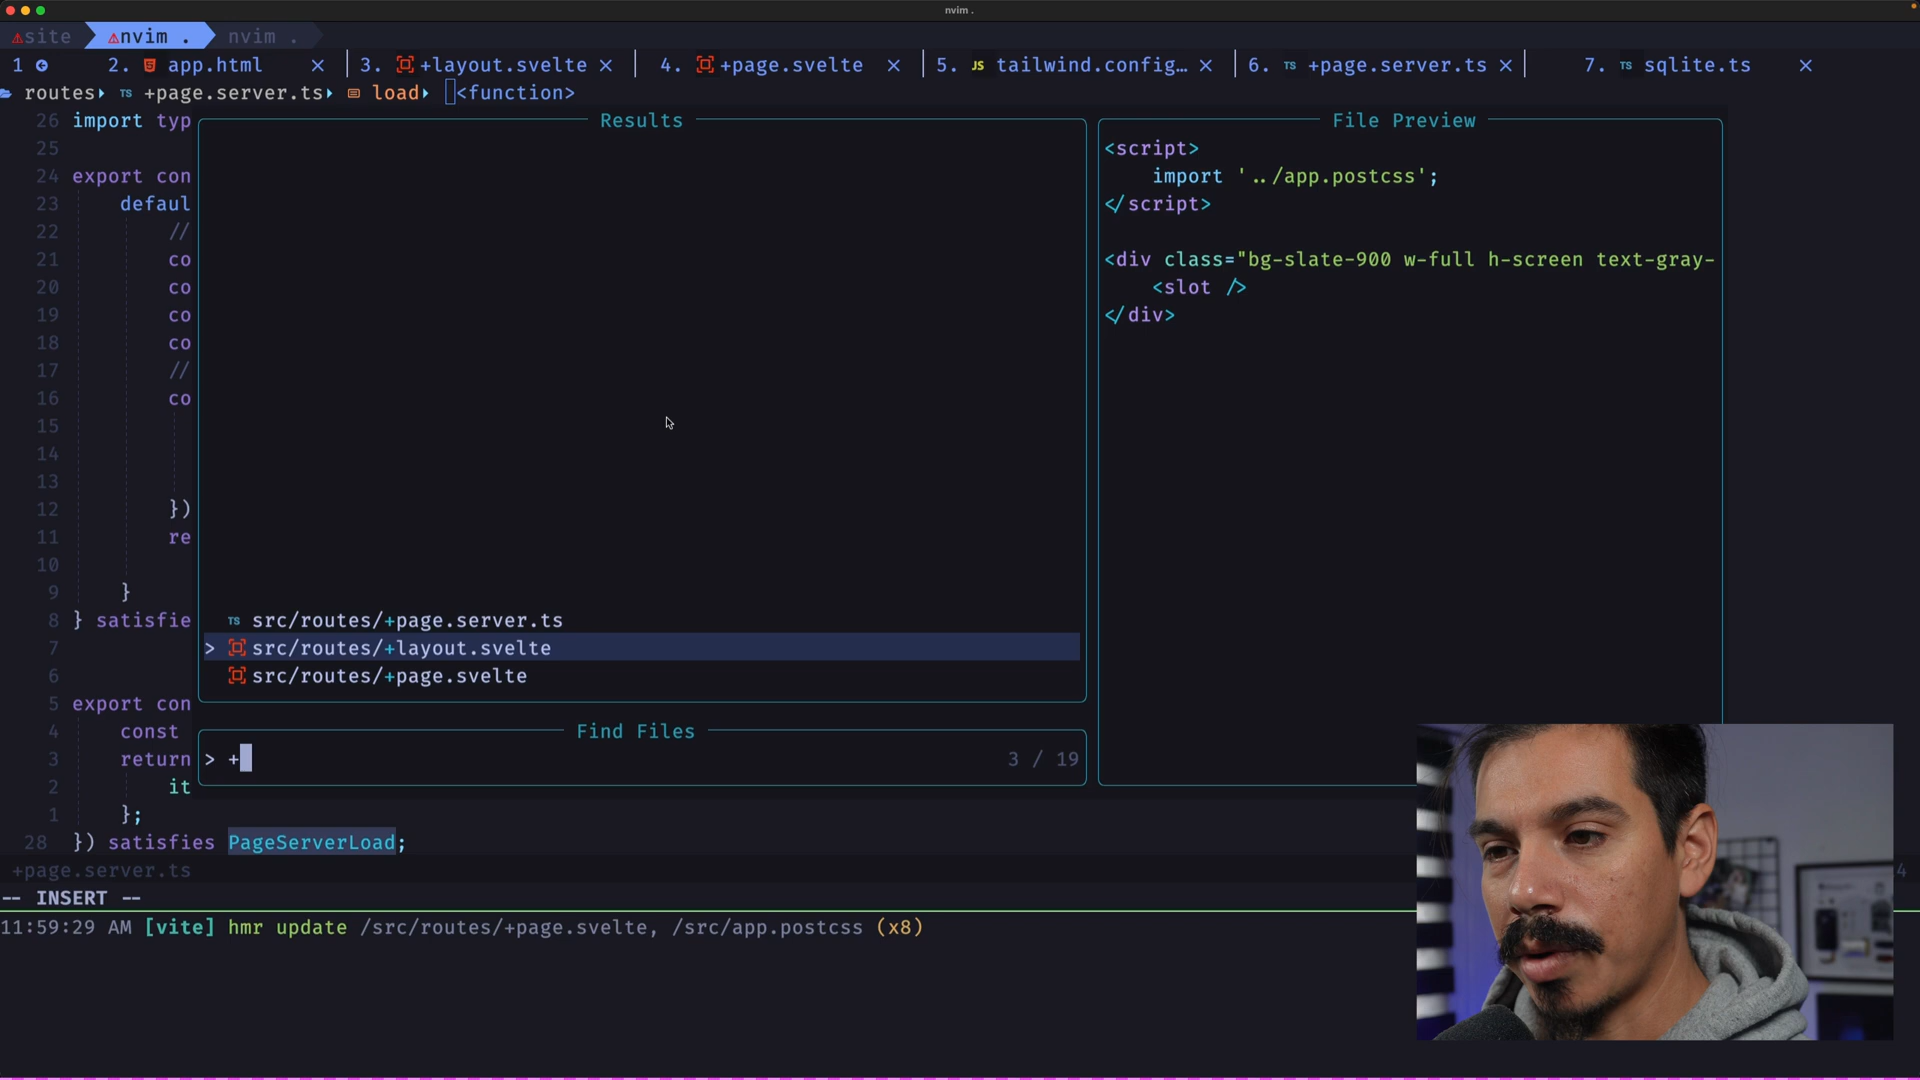 nvim .
site nvim . nvim .
1 2. app.html × 3. +layout.svelte × 4. +page.svelte × 5. JS tailwind.config… × 6. TS +page.server.ts × 7. TS sqlite.ts ×
routes TS +page.server.ts load <function>
26 import typ
25
24 export con
23 defaul
22 //
21 co
20 co
19 co
18 co
17 //
16 co
15
14
13
12 })
11 re
10
9 }
8 } satisfie
7
6
5 export con
4 const
3 return
2 it
1 };
28 }) satisfies PageServerLoad;
Results
TS src/routes/+page.server.ts
> src/routes/+layout.svelte
src/routes/+page.svelte
Find Files
> + 3 / 19
File Preview
<script>
import '../app.postcss';
</script>
<div class="bg-slate-900 w-full h-screen text-gray-
<slot />
</div>
+page.server.ts 4
-- INSERT --
11:59:29 AM [vite] hmr update /src/routes/+page.svelte, /src/app.postcss (x8)